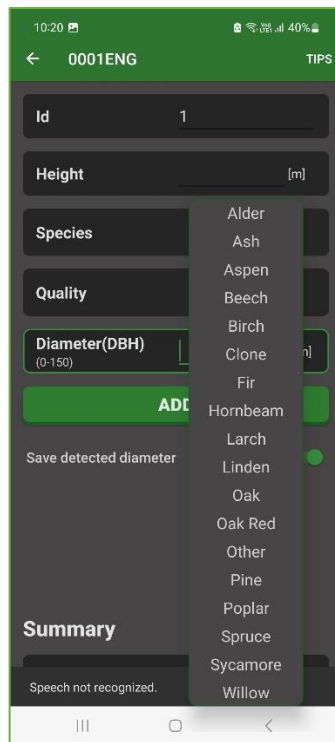 10:20 40%
← 0001ENG TIPS
Id 1
Height [m]
Species
Quality
Diameter(DBH)
(0-150)
ADD
Save detected diameter
Alder
Ash
Aspen
Beech
Birch
Clone
Fir
Hornbeam
Larch
Linden
Oak
Oak Red
Other
Pine
Poplar
Spruce
Sycamore
Willow
Summary
Speech not recognized.